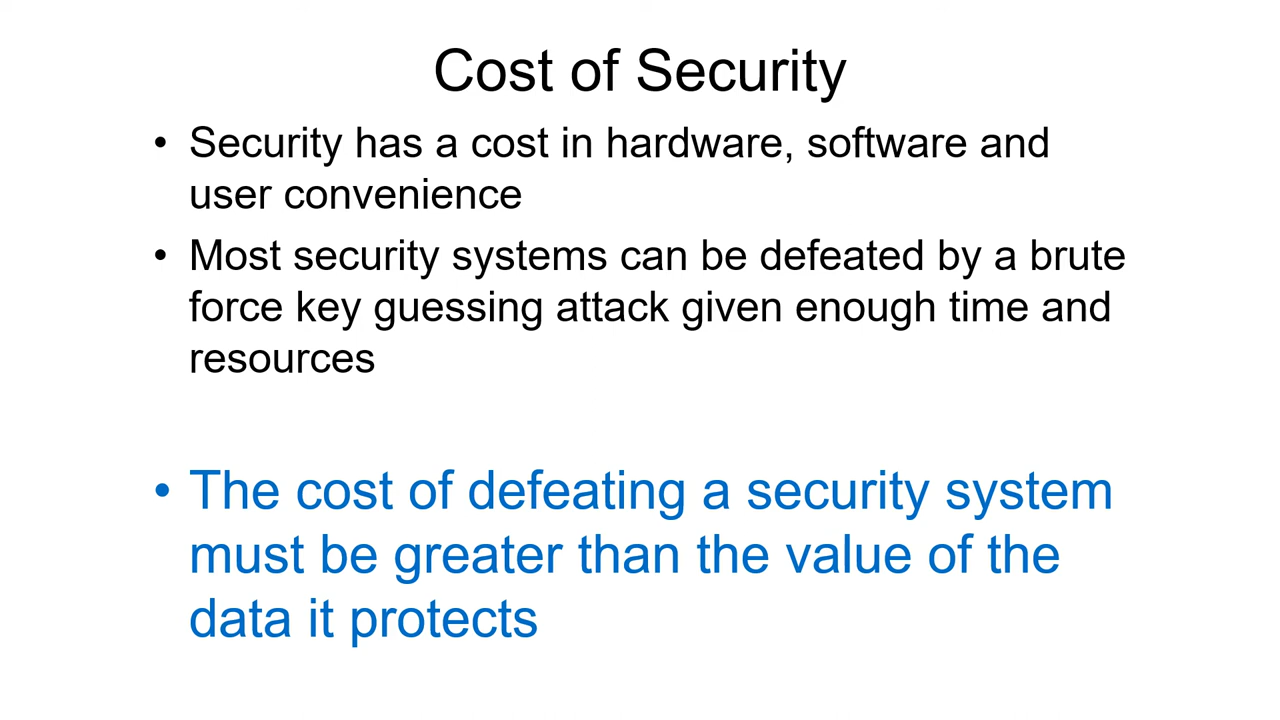 Cost of Security
• Security has a cost in hardware, software and
user convenience
• Most security systems can be defeated by a brute
force key guessing attack given enough time and
resources
• The cost of defeating a security system
must be greater than the value of the
data it protects